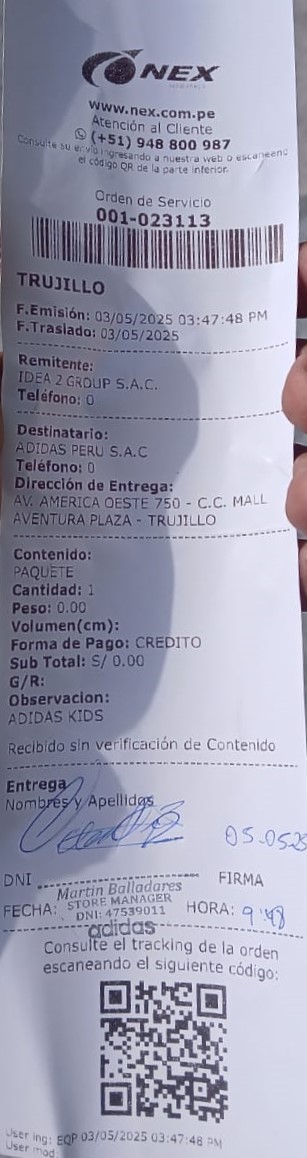 NEX
www.nex.com.pe
Atención al Cliente
(+51) 948 800 987
Consulte su envío ingresando a nuestra web o escaneeno
el código QR de la parte inferior.
Orden de Servicio
001-023113
TRUJILLO
F.Emisión: 03/05/2025 03:47:48 PM
F.Traslado: 03/05/2025
Remitente:
IDEA 2 GROUP S.A.C.
Teléfono: 0
Destinatario:
ADIDAS PERU S.A.C
Teléfono: 0
Dirección de Entrega:
AV. AMERICA OESTE 750 - C.C. MALL
AVENTURA PLAZA - TRUJILLO
Contenido:
PAQUETE
Cantidad: 1
Peso: 0.00
Volumen(cm):
Forma de Pago: CREDITO
Sub Total: S/ 0.00
G/R:
Observacion:
ADIDAS KIDS
Recibido sin verificación de Contenido
Entrega
Nombres y Apellidos
05-05-25
DNI FIRMA
Martin Balladares
STORE MANAGER
FECHA: DNI: 47539011 HORA: 9:48
adidas
Consulte el tracking de la orden
escaneando el siguiente código:
User ing: EQP 03/05/2025 03:47:48 PM
User mod: